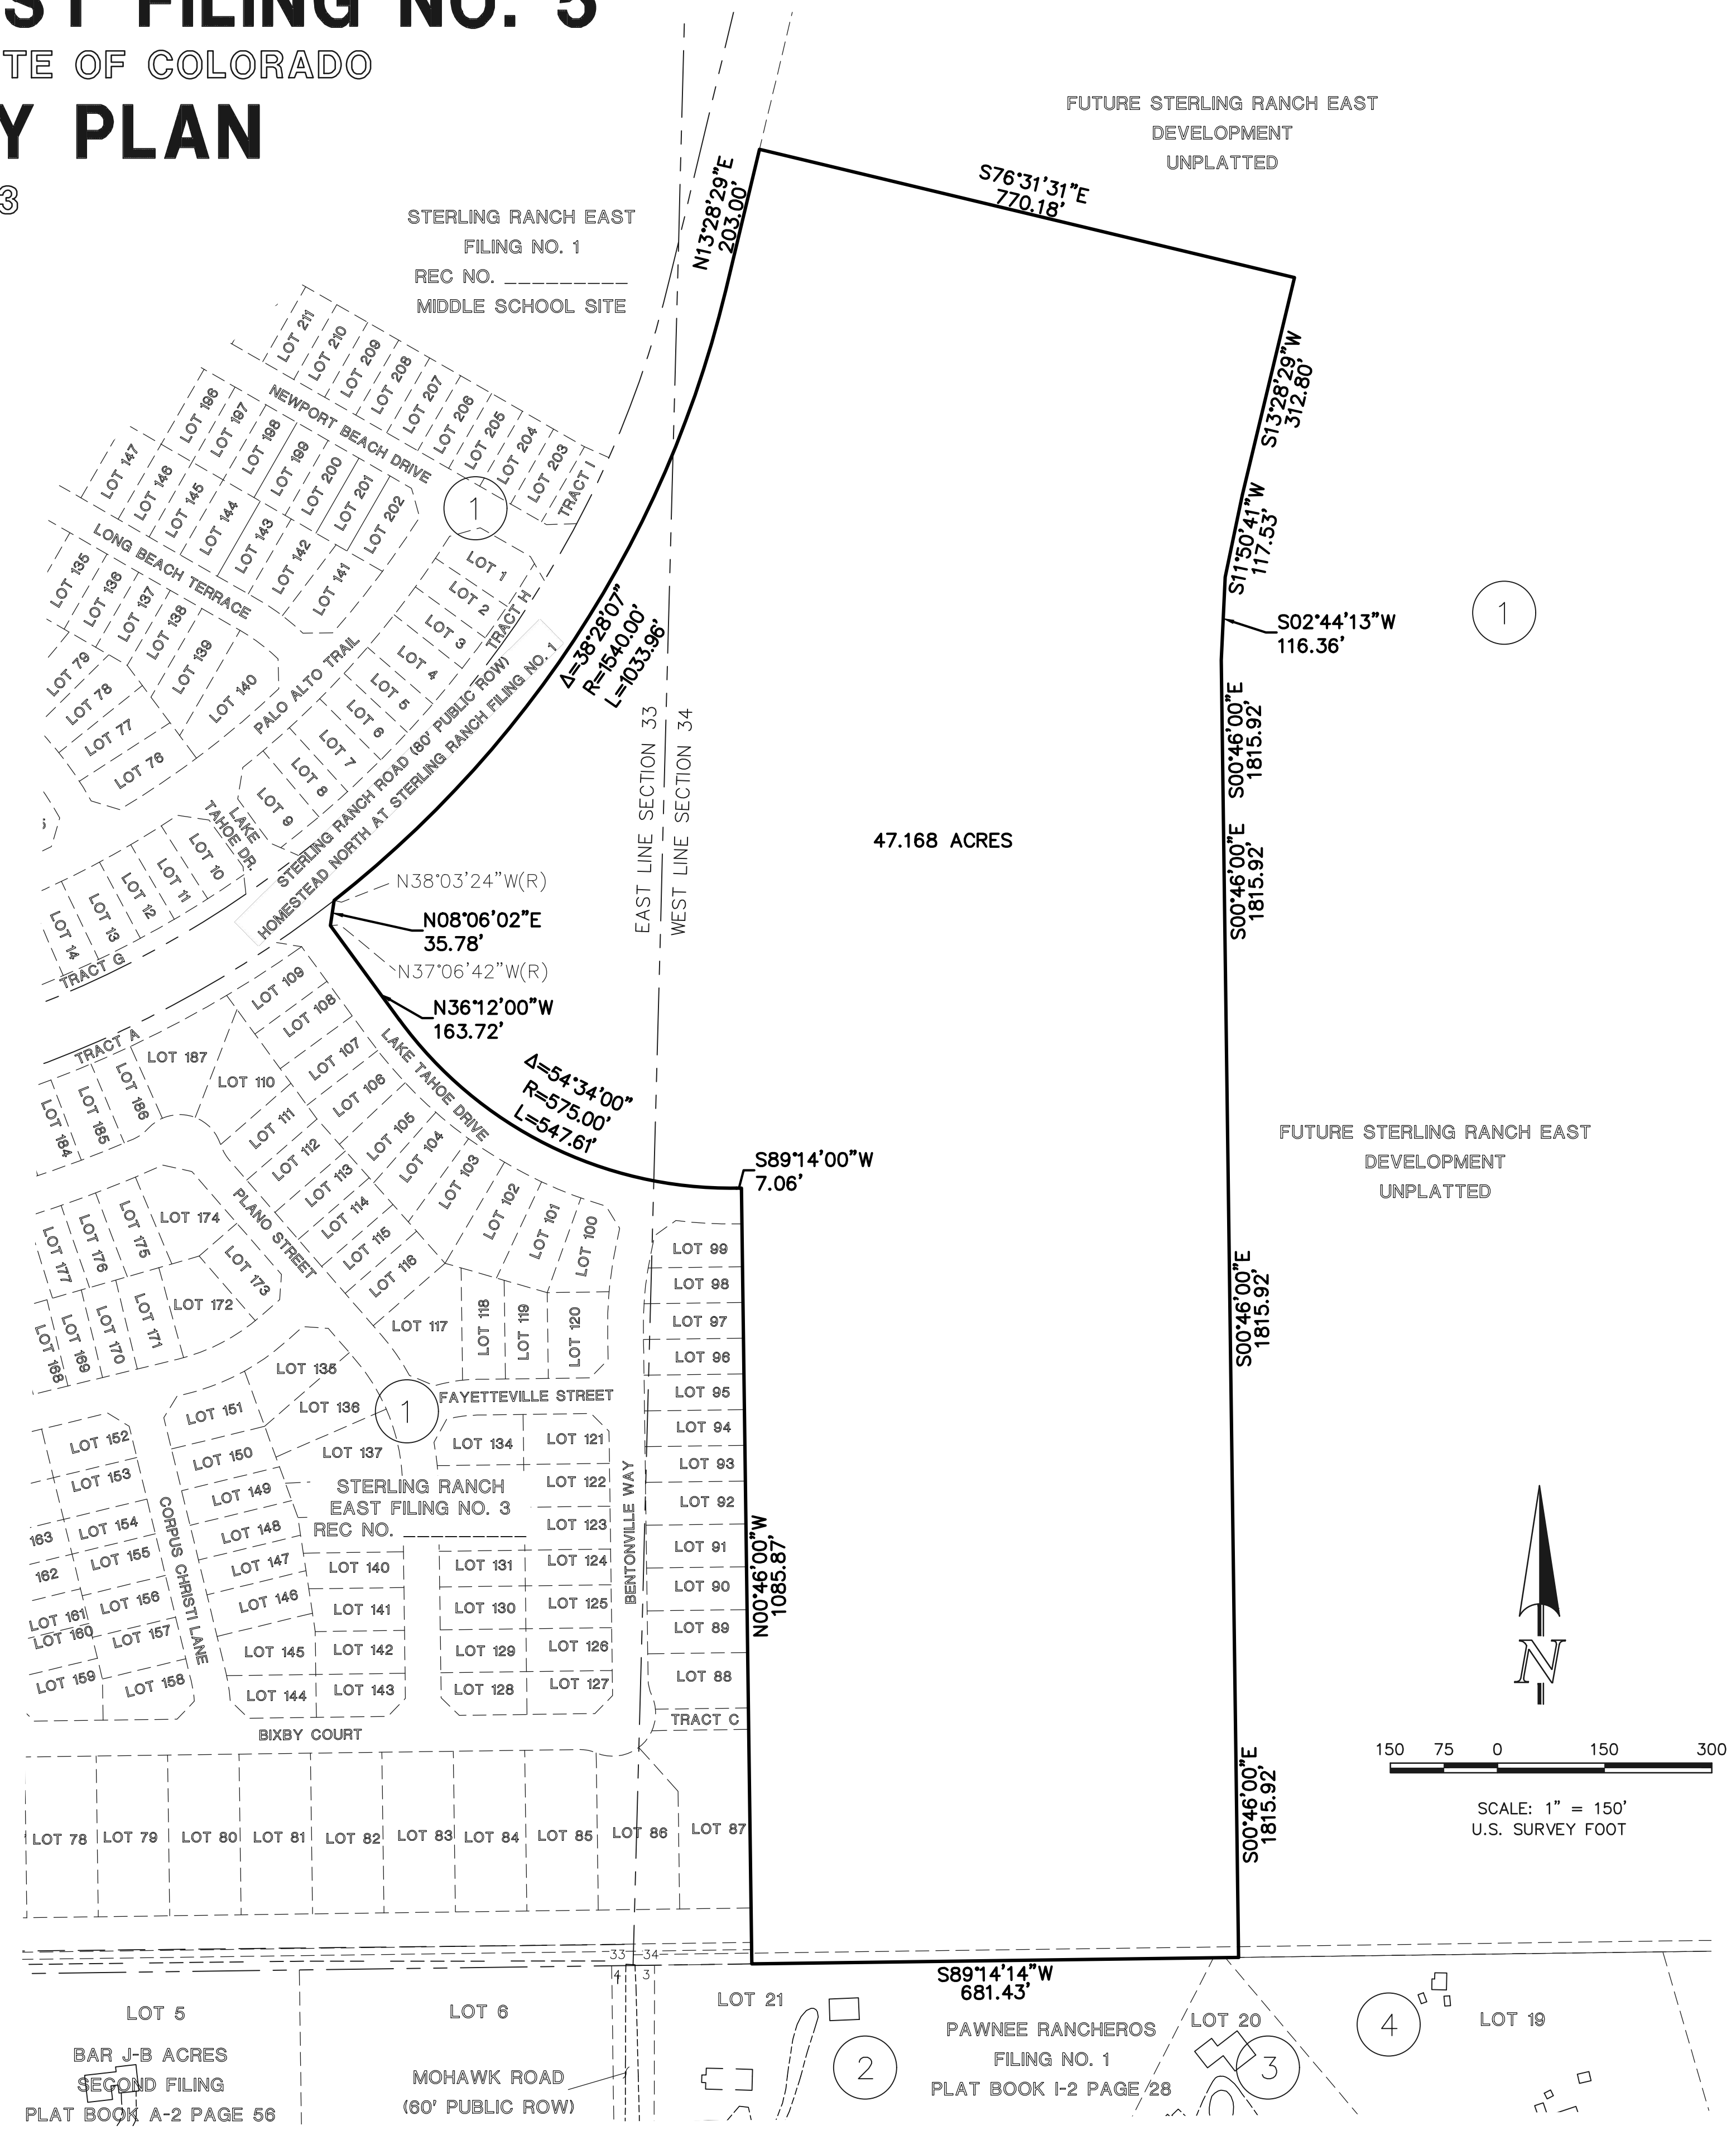 ST FILING NO. 5
TE OF COLORADO
Y PLAN
3
FUTURE STERLING RANCH EAST
DEVELOPMENT
UNPLATTED
STERLING RANCH EAST
FILING NO. 1
REC NO. __________
MIDDLE SCHOOL SITE
N13°28'29"E
203.00'
S76°31'31"E
770.18'
S13°28'29"W
312.80'
S11°50'41"W
117.53'
S02°44'13"W
116.36'
1
LOT 211
LOT 210
LOT 209
LOT 208
LOT 207
LOT 206
LOT 205
LOT 204
LOT 203
TRACT I
NEWPORT BEACH DRIVE
LOT 196
LOT 197
LOT 198
LOT 199
LOT 200
LOT 201
LOT 202
1
LOT 147
LOT 146
LOT 145
LOT 144
LOT 143
LOT 142
LOT 141
LONG BEACH TERRACE
LOT 135
LOT 136
LOT 137
LOT 138
LOT 139
LOT 140
LOT 79
LOT 78
LOT 77
LOT 76
PALO ALTO TRAIL
LOT 1
LOT 2
LOT 3
LOT 4
LOT 5
LOT 6
LOT 7
LOT 8
LOT 9
TRACT H
STERLING RANCH ROAD (80' PUBLIC ROW)
HOMESTEAD NORTH AT STERLING RANCH FILING NO. 1
Δ=38°28'07"
R=1540.00'
L=1033.96'
EAST LINE SECTION 33
WEST LINE SECTION 34
47.168 ACRES
S00°46'00"E
1815.92'
S00°46'00"E
1815.92'
LAKE
TAHOE DR.
LOT 10
LOT 11
LOT 12
LOT 13
LOT 14
TRACT G
N38°03'24"W(R)
N08°06'02"E
35.78'
N37°06'42"W(R)
N36°12'00"W
163.72'
Δ=54°34'00"
R=575.00'
L=547.61'
S89°14'00"W
7.06'
FUTURE STERLING RANCH EAST
DEVELOPMENT
UNPLATTED
S00°46'00"E
1815.92'
TRACT A
LOT 187
LOT 186
LOT 185
LOT 184
LOT 109
LOT 108
LOT 107
LOT 106
LOT 105
LOT 104
LOT 103
LOT 102
LOT 101
LOT 100
LAKE TAHOE DRIVE
LOT 110
LOT 111
LOT 112
LOT 113
LOT 114
LOT 115
LOT 116
LOT 117
LOT 118
LOT 119
LOT 120
PLANO STREET
LOT 177
LOT 176
LOT 175
LOT 174
LOT 173
LOT 172
LOT 171
LOT 170
LOT 169
LOT 168
LOT 99
LOT 98
LOT 97
LOT 96
LOT 95
LOT 94
LOT 93
LOT 92
LOT 91
LOT 90
LOT 89
LOT 88
TRACT C
FAYETTEVILLE STREET
1
LOT 135
LOT 136
LOT 137
LOT 151
LOT 150
LOT 149
LOT 148
LOT 147
LOT 146
LOT 145
LOT 144
LOT 152
LOT 153
LOT 154
LOT 155
LOT 156
LOT 157
LOT 158
163
162
LOT 161
LOT 160
LOT 159
CORPUS CHRISTI LANE
STERLING RANCH
EAST FILING NO. 3
REC NO. __________
LOT 134
LOT 121
LOT 122
LOT 123
LOT 124
LOT 125
LOT 126
LOT 127
LOT 131
LOT 130
LOT 129
LOT 128
LOT 140
LOT 141
LOT 142
LOT 143
BENTONVILLE WAY
BIXBY COURT
N00°46'00"W
1085.87'
S00°46'00"E
1815.92'
N
150 75 0 150 300
SCALE: 1" = 150'
U.S. SURVEY FOOT
LOT 78
LOT 79
LOT 80
LOT 81
LOT 82
LOT 83
LOT 84
LOT 85
LOT 86
LOT 87
33 34
4 3
S89°14'14"W
681.43'
LOT 5
LOT 6
LOT 21
LOT 20
LOT 19
BAR J-B ACRES
SECOND FILING
PLAT BOOK A-2 PAGE 56
MOHAWK ROAD
(60' PUBLIC ROW)
2
PAWNEE RANCHEROS
FILING NO. 1
PLAT BOOK I-2 PAGE 28
3
4